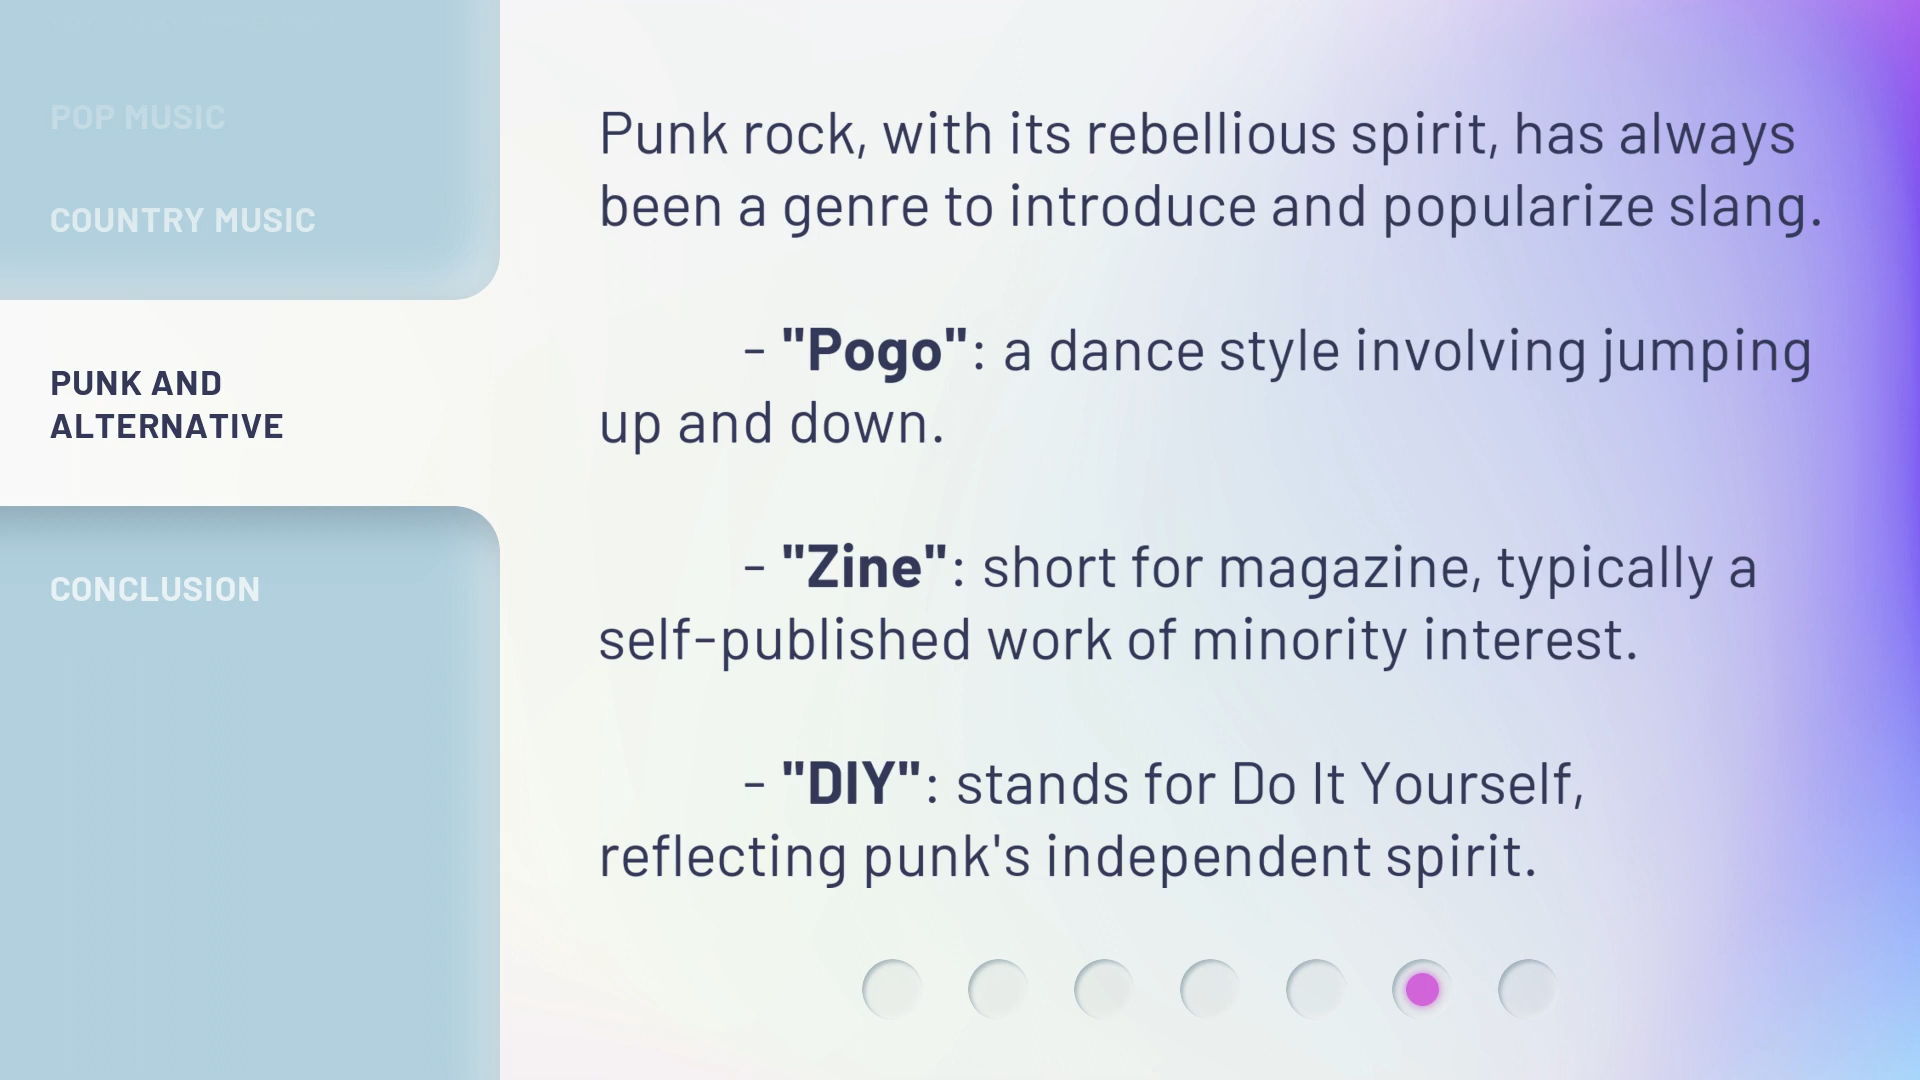 POP MUSIC
COUNTRY MUSIC
PUNK AND
ALTERNATIVE
CONCLUSION
Punk rock, with its rebellious spirit, has always
been a genre to introduce and popularize slang.
- "Pogo": a dance style involving jumping
up and down.
- "Zine": short for magazine, typically a
self-published work of minority interest.
- "DIY": stands for Do It Yourself,
reflecting punk's independent spirit.